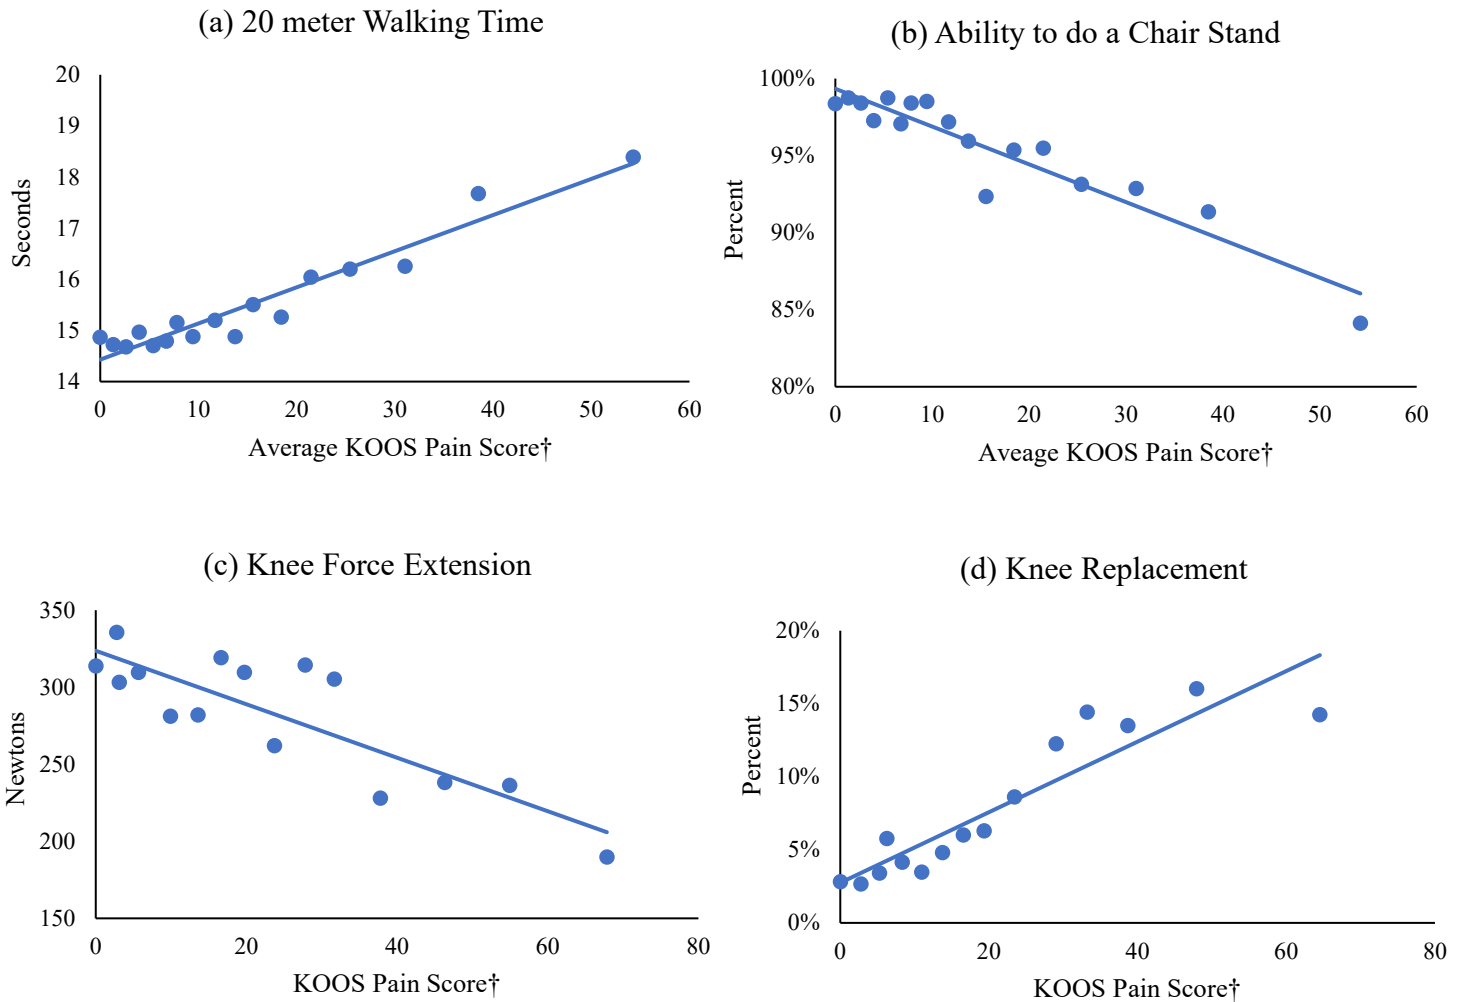 (a) 20 meter Walking Time
20
19
18
17
16
15
14
Seconds
0 10 20 30 40 50 60
Average KOOS Pain Score†
(b) Ability to do a Chair Stand
100%
95%
90%
85%
80%
Percent
0 10 20 30 40 50 60
Aveage KOOS Pain Score†
(c) Knee Force Extension
350
300
250
200
150
Newtons
0 20 40 60 80
KOOS Pain Score†
(d) Knee Replacement
20%
15%
10%
5%
0%
Percent
0 20 40 60 80
KOOS Pain Score†